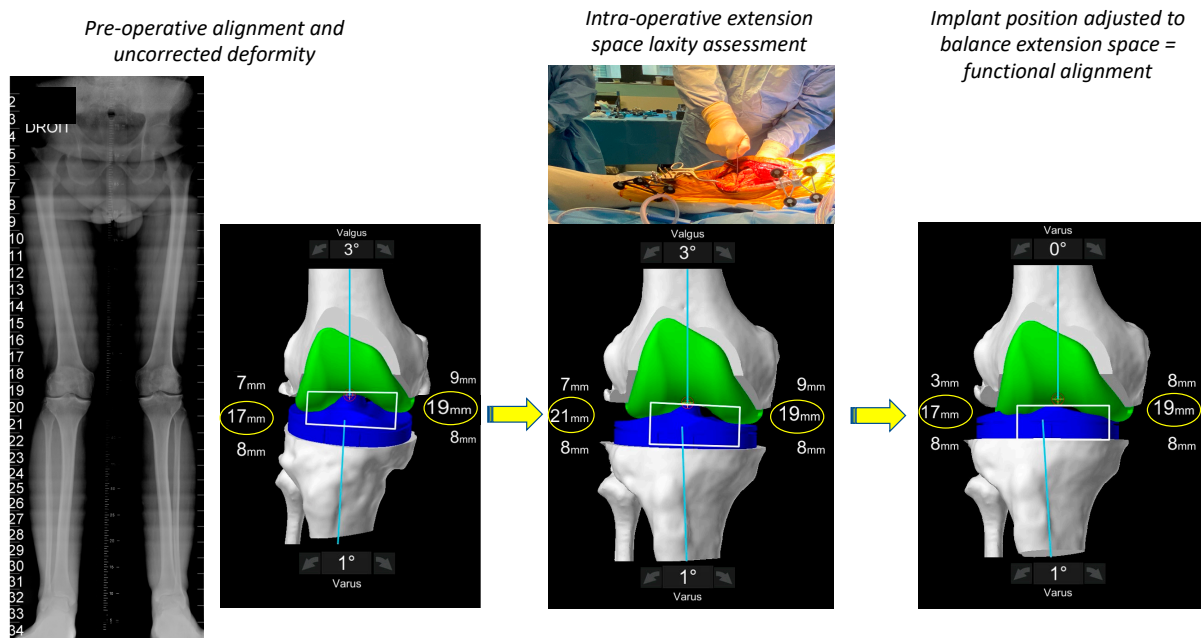 Pre-operative alignment and
uncorrected deformity
Intra-operative extension
space laxity assessment
Implant position adjusted to
balance extension space =
functional alignment
DROIT
2
3
4
5
6
7
8
9
10
11
12
13
14
15
16
17
18
19
20
21
22
23
24
25
26
27
28
29
30
31
32
33
34
Valgus
3°
7mm
9mm
17mm
19mm
8mm
8mm
1°
Varus
Valgus
3°
7mm
9mm
21mm
19mm
8mm
8mm
1°
Varus
Varus
0°
3mm
8mm
17mm
19mm
8mm
8mm
1°
Varus